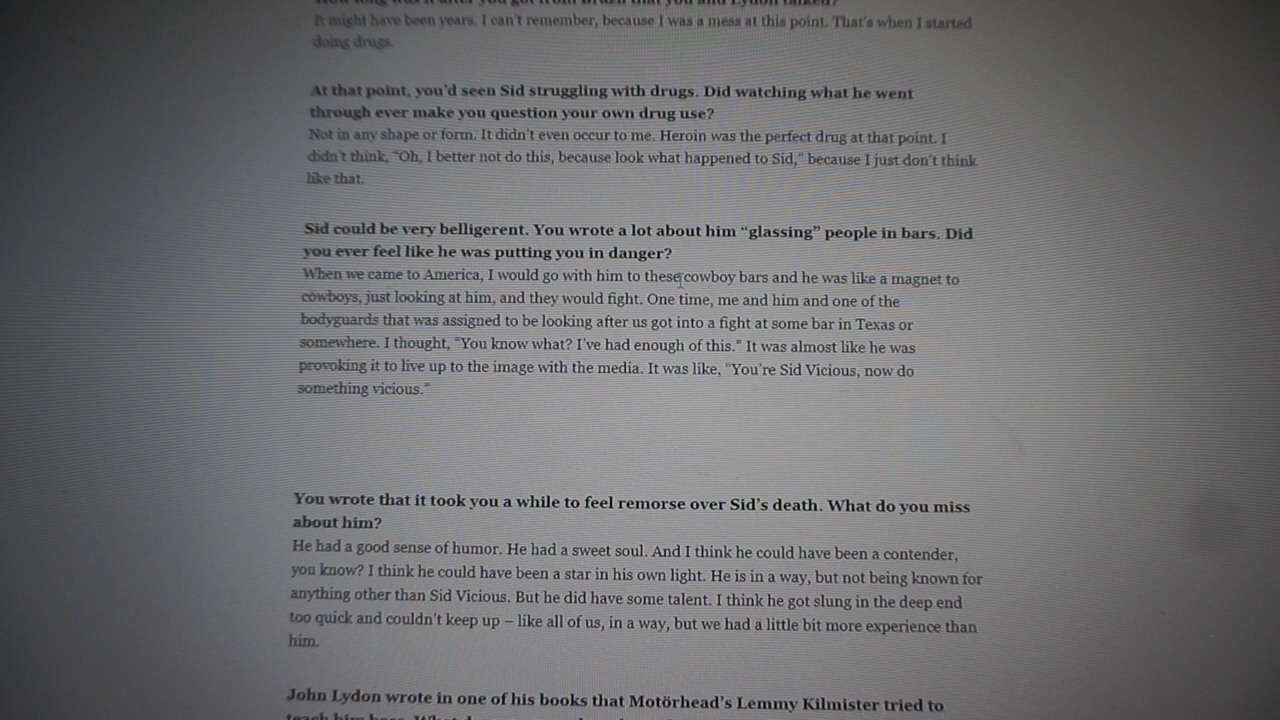 It might have been years. I can't remember, because I was a mess at this point. That's when I started
doing drugs.
At that point, you'd seen Sid struggling with drugs. Did watching what he went
through ever make you question your own drug use?
Not in any shape or form. It didn't even occur to me. Heroin was the perfect drug at that point. I
didn't think, “Oh, I better not do this, because look what happened to Sid,” because I just don't think
like that.
Sid could be very belligerent. You wrote a lot about him “glassing” people in bars. Did
you ever feel like he was putting you in danger?
When we came to America, I would go with him to these cowboy bars and he was like a magnet to
cowboys, just looking at him, and they would fight. One time, me and him and one of the
bodyguards that was assigned to be looking after us got into a fight at some bar in Texas or
somewhere. I thought, “You know what? I've had enough of this.” It was almost like he was
provoking it to live up to the image with the media. It was like, “You're Sid Vicious, now do
something vicious.”
You wrote that it took you a while to feel remorse over Sid's death. What do you miss
about him?
He had a good sense of humor. He had a sweet soul. And I think he could have been a contender,
you know? I think he could have been a star in his own light. He is in a way, but not being known for
anything other than Sid Vicious. But he did have some talent. I think he got slung in the deep end
too quick and couldn't keep up – like all of us, in a way, but we had a little bit more experience than
him.
John Lydon wrote in one of his books that Motörhead's Lemmy Kilmister tried to